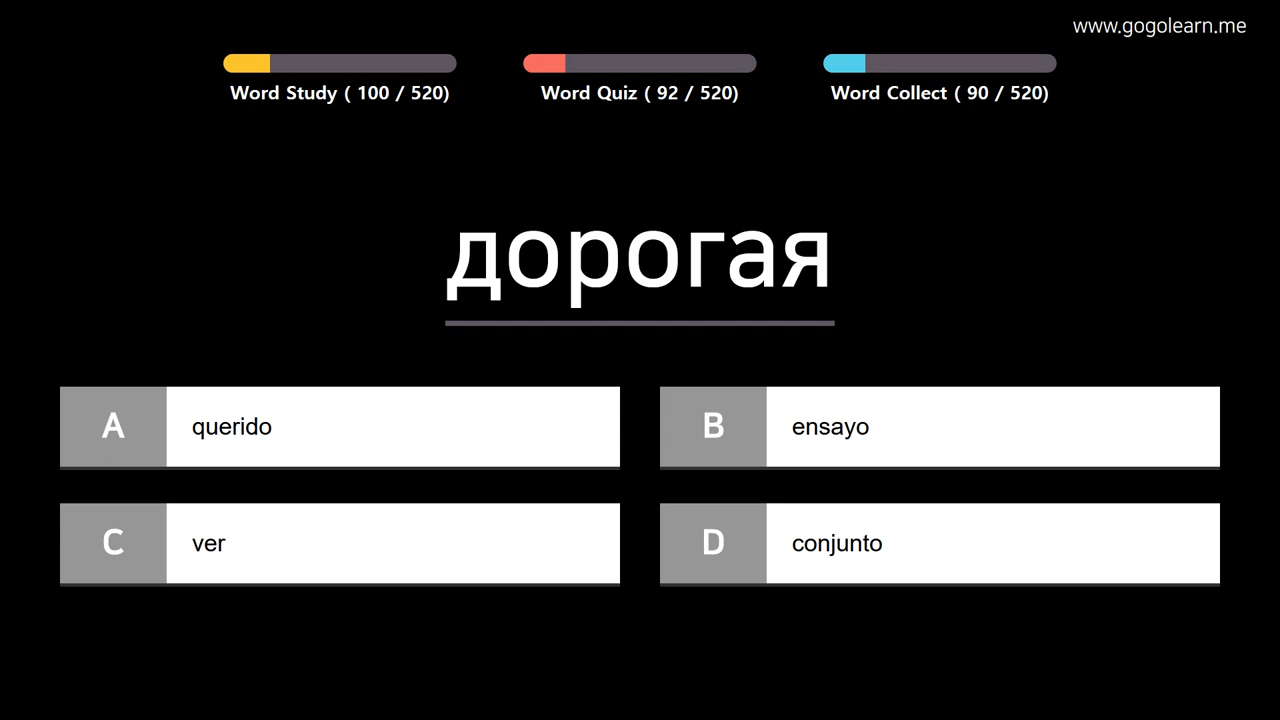 www.gogolearn.me
Word Study ( 100 / 520)
Word Quiz ( 92 / 520)
Word Collect ( 90 / 520)
дорогая
A querido
B ensayo
C ver
D conjunto